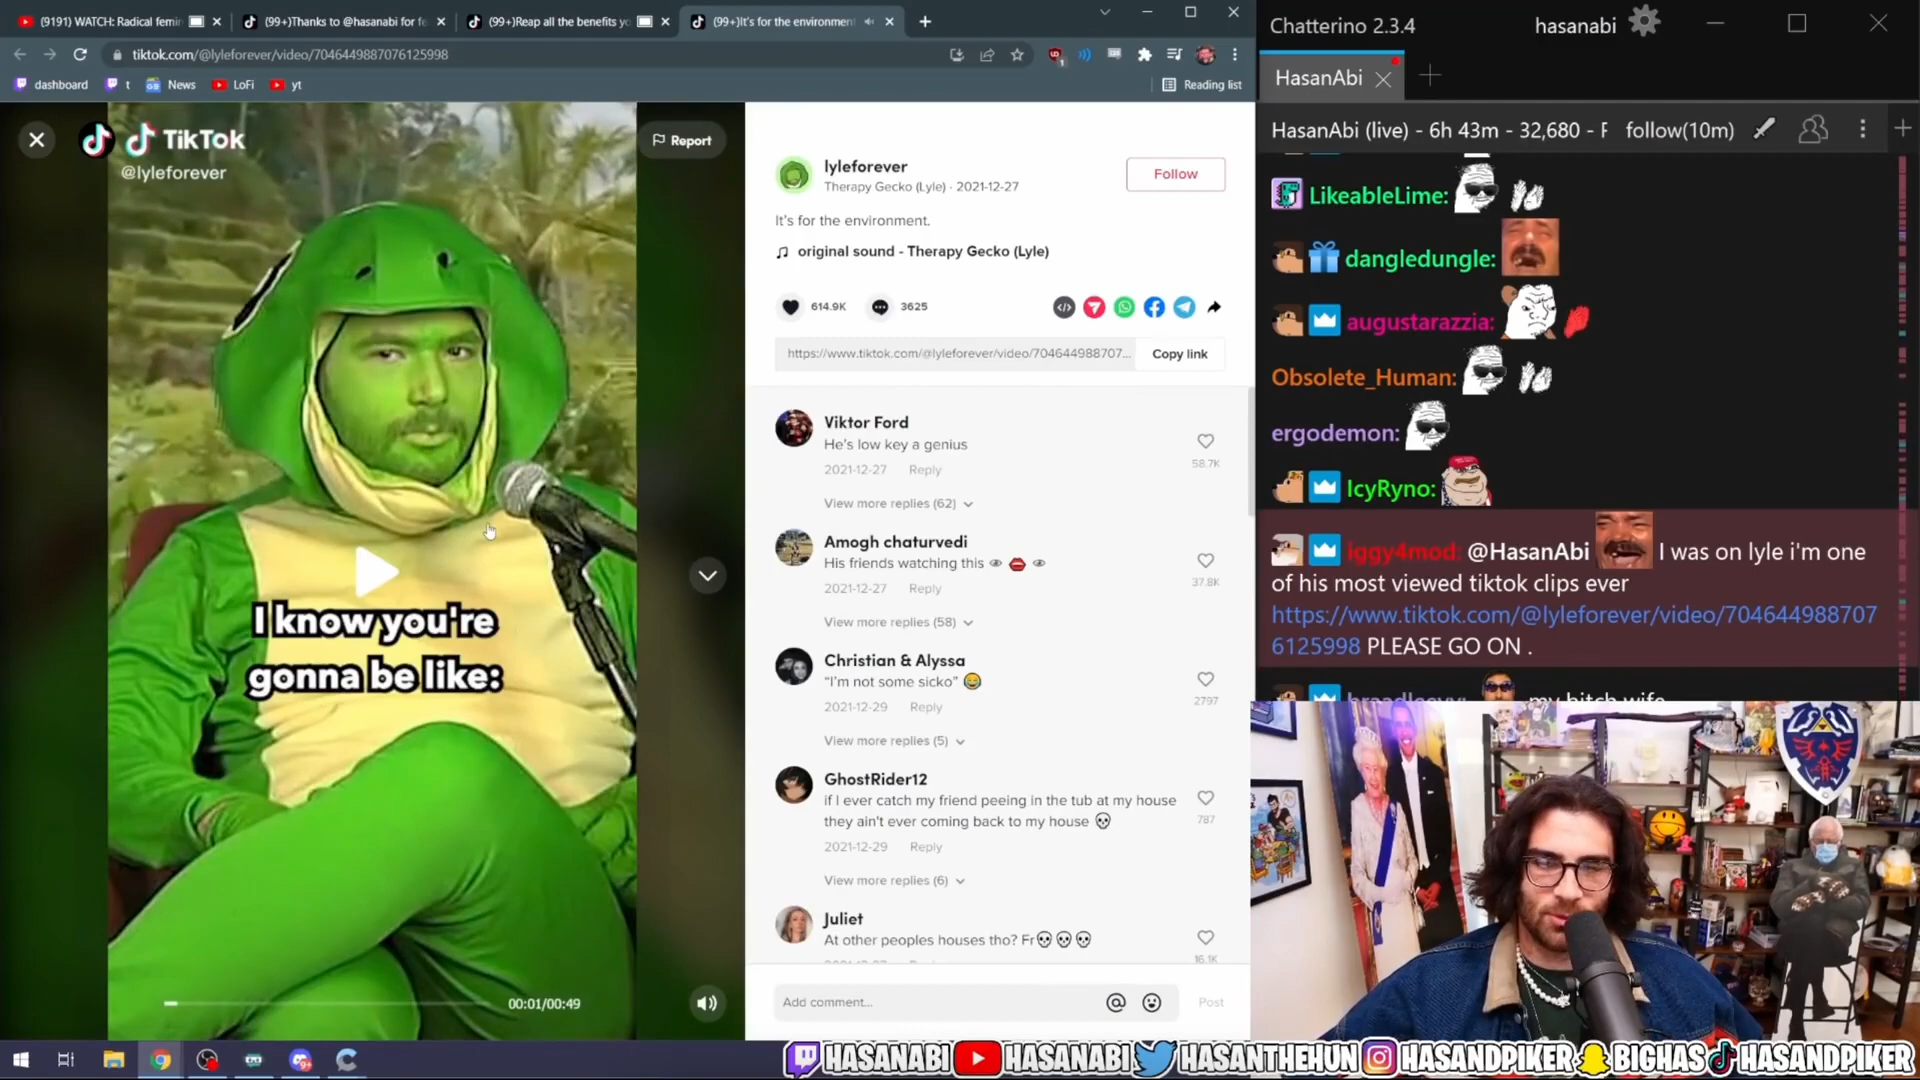 (9191) WATCH: Radical femin
(99+)Thanks to @hasanabi for fe
(99+)Reap all the benefits yo
(99+)It's for the environment
tiktok.com/@lyleforever/video/7046449887076125998
dashboard
t
News
LoFi
yt
Reading list
TikTok
@lyleforever
Report
I know you're
gonna be like:
00:01/00:49
lyleforever
Therapy Gecko (Lyle) · 2021-12-27
Follow
It's for the environment.
original sound - Therapy Gecko (Lyle)
614.9K
3625
https://www.tiktok.com/@lyleforever/video/704644988707...
Copy link
Viktor Ford
He's low key a genius
2021-12-27 Reply
58.7K
View more replies (62)
Amogh chaturvedi
His friends watching this 👁 👄 👁
2021-12-27 Reply
37.8K
View more replies (58)
Christian & Alyssa
"I'm not some sicko" 😂
2021-12-29 Reply
2797
View more replies (5)
GhostRider12
if I ever catch my friend peeing in the tub at my house
they ain't ever coming back to my house 💀
2021-12-29 Reply
787
View more replies (6)
Juliet
At other peoples houses tho? Fr💀💀💀
16.1K
Add comment...
Post
Chatterino 2.3.4
hasanabi
HasanAbi
HasanAbi (live) - 6h 43m - 32,680 - F
follow(10m)
LikeableLime:
dangledungle:
augustarazzia:
Obsolete_Human:
ergodemon:
IcyRyno:
iggy4mod: @HasanAbi I was on lyle i'm one
of his most viewed tiktok clips ever
https://www.tiktok.com/@lyleforever/video/704644988707
6125998 PLEASE GO ON .
my bitch wife
HASANABI
HASANABI
HASANTHEHUN
HASANDPIKER
BIGHAS
HASANDPIKER